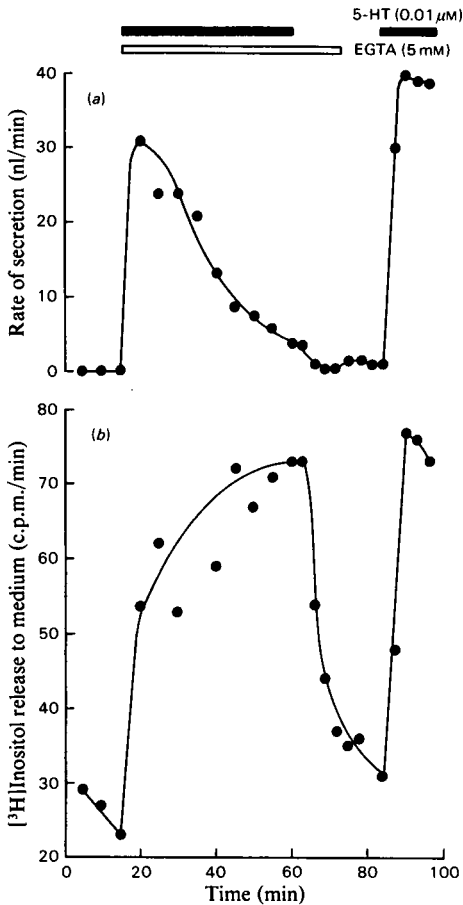 5-HT (0.01 μM)
EGTA (5 mM)
(a)
Rate of secretion (nl/min)
40
30
20
10
0
(b)
[³H]Inositol release to medium (c.p.m./min)
80
70
60
50
40
30
20
0 20 40 60 80 100
Time (min)